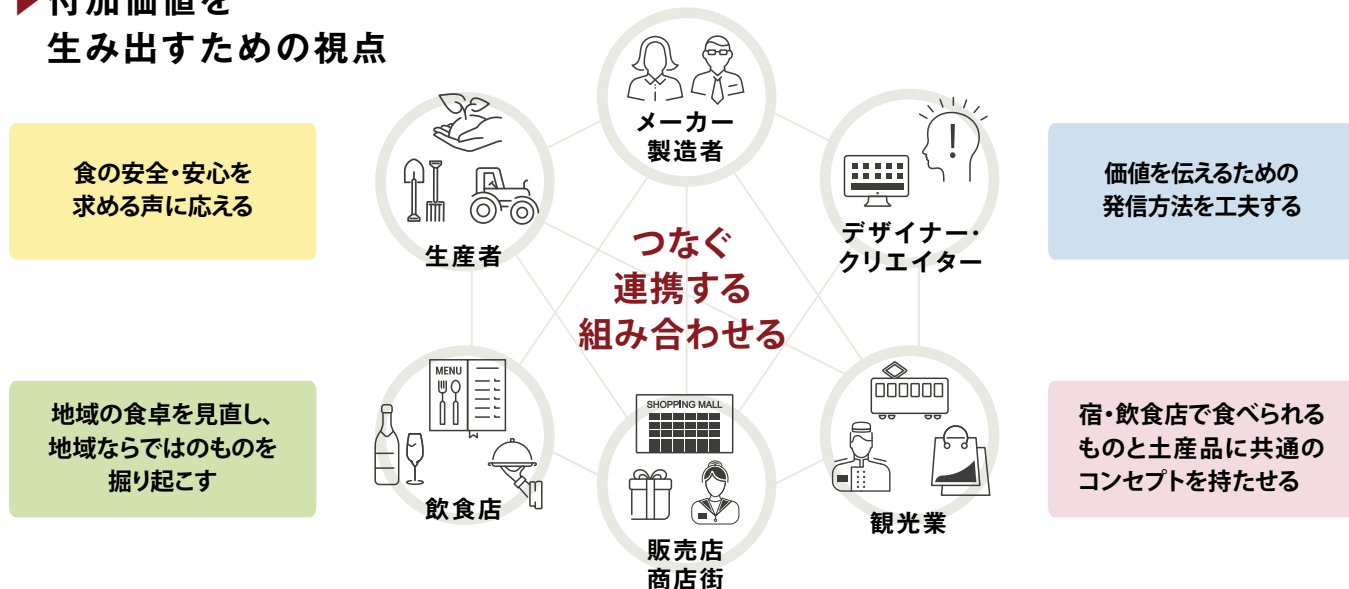 ▶付加価値を
生み出すための視点
メーカー
製造者
食の安全・安心を
求める声に応える
生産者
デザイナー・
クリエイター
価値を伝えるための
発信方法を工夫する
つなぐ
連携する
組み合わせる
地域の食卓を見直し、
地域ならではのものを
掘り起こす
MENU
飲食店
SHOPPING MALL
販売店
商店街
観光業
宿・飲食店で食べられる
ものと土産品に共通の
コンセプトを持たせる